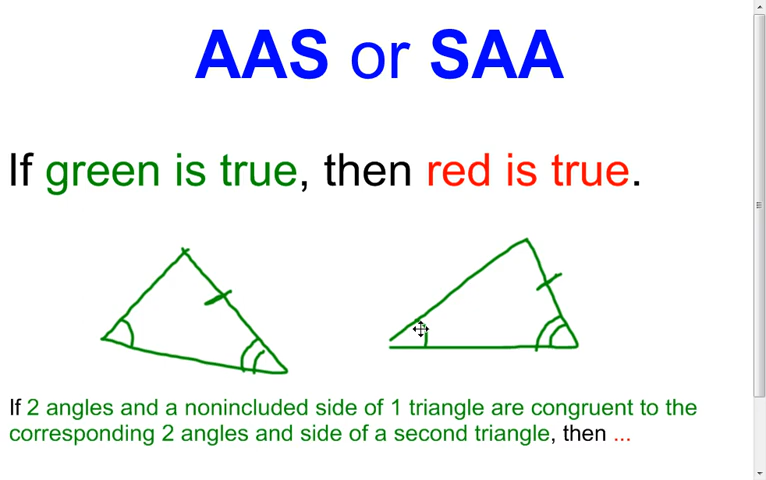 AAS or SAA
If green is true, then red is true.
If 2 angles and a nonincluded side of 1 triangle are congruent to the
corresponding 2 angles and side of a second triangle, then ...